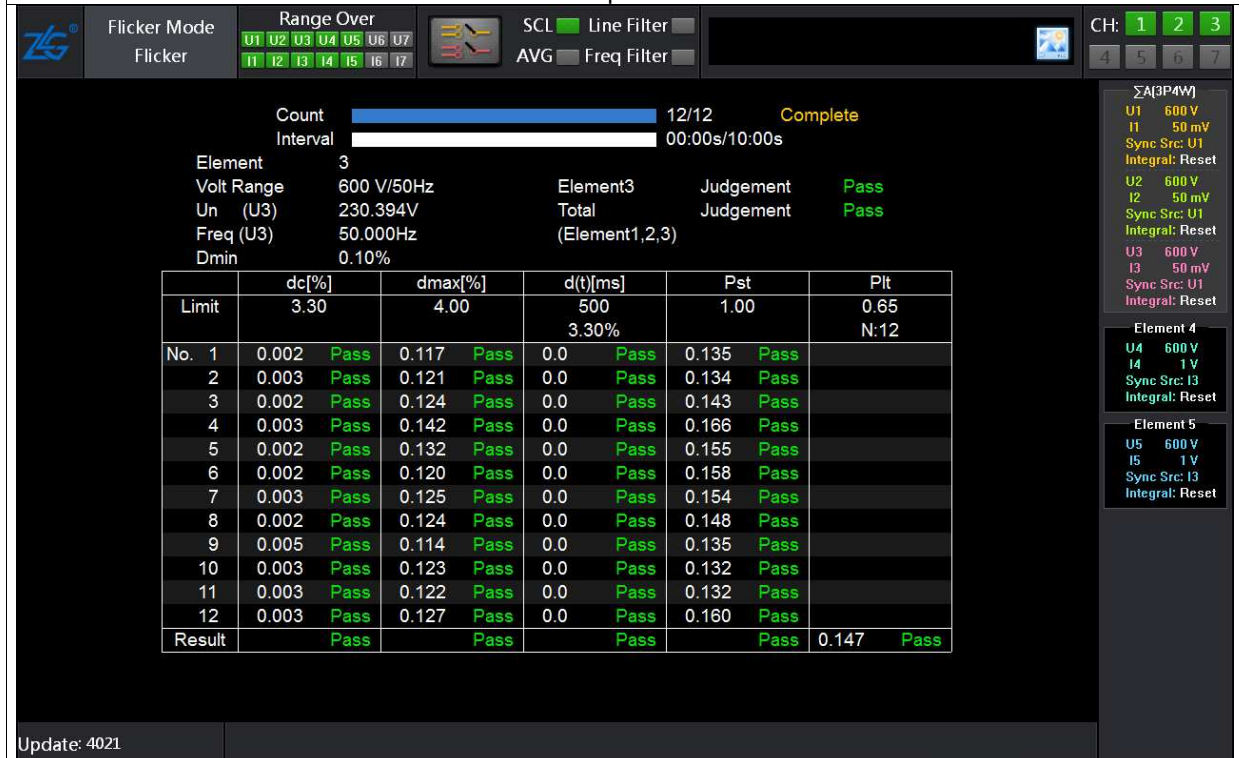 ZLG® Flicker Mode Range Over SCL Line Filter CH: 1 2 3
Flicker U1 U2 U3 U4 U5 U6 U7 AVG Freq Filter 4 5 6 7
I1 I2 I3 I4 I5 I6 I7
Count 12/12 Complete
Interval 00:00s/10:00s
Element 3
Volt Range 600 V/50Hz Element3 Judgement Pass
Un (U3) 230.394V Total Judgement Pass
Freq (U3) 50.000Hz (Element1,2,3)
Dmin 0.10%
dc[%] dmax[%] d(t)[ms] Pst Plt
Limit 3.30 4.00 500 1.00 0.65
3.30% N:12
No. 1 0.002 Pass 0.117 Pass 0.0 Pass 0.135 Pass
2 0.003 Pass 0.121 Pass 0.0 Pass 0.134 Pass
3 0.002 Pass 0.124 Pass 0.0 Pass 0.143 Pass
4 0.003 Pass 0.142 Pass 0.0 Pass 0.166 Pass
5 0.002 Pass 0.132 Pass 0.0 Pass 0.155 Pass
6 0.002 Pass 0.120 Pass 0.0 Pass 0.158 Pass
7 0.003 Pass 0.125 Pass 0.0 Pass 0.154 Pass
8 0.002 Pass 0.124 Pass 0.0 Pass 0.148 Pass
9 0.005 Pass 0.114 Pass 0.0 Pass 0.135 Pass
10 0.003 Pass 0.123 Pass 0.0 Pass 0.132 Pass
11 0.003 Pass 0.122 Pass 0.0 Pass 0.132 Pass
12 0.003 Pass 0.127 Pass 0.0 Pass 0.160 Pass
Result Pass Pass Pass Pass 0.147 Pass
ΣA(3P4W)
U1 600 V
I1 50 mV
Sync Src: U1
Integral: Reset
U2 600 V
I2 50 mV
Sync Src: U1
Integral: Reset
U3 600 V
I3 50 mV
Sync Src: U1
Integral: Reset
Element 4
U4 600 V
I4 1 V
Sync Src: I3
Integral: Reset
Element 5
U5 600 V
I5 1 V
Sync Src: I3
Integral: Reset
Update: 4021